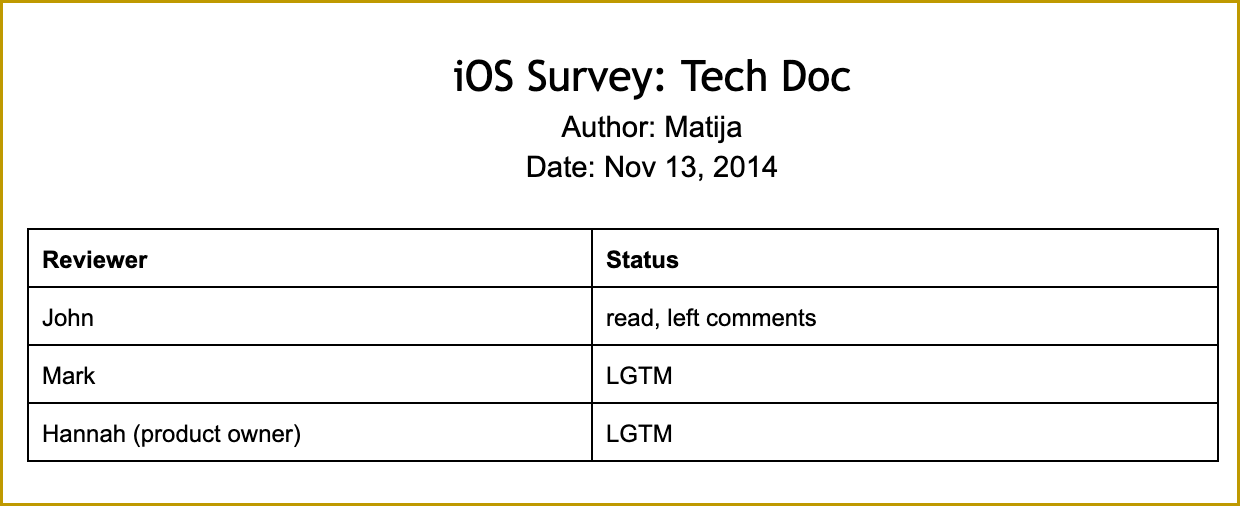 iOS Survey: Tech Doc
Author: Matija
Date: Nov 13, 2014
Reviewer Status
John read, left comments
Mark LGTM
Hannah (product owner) LGTM